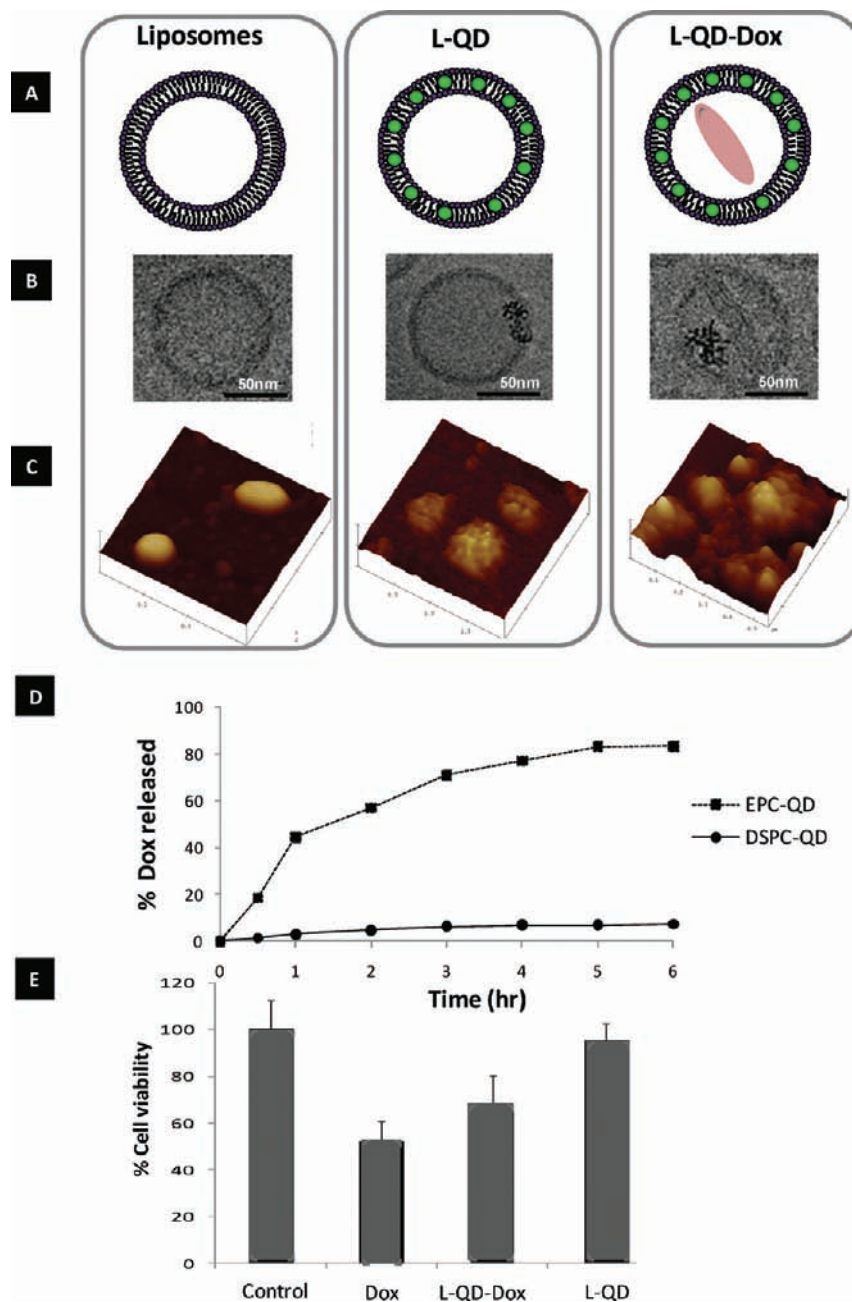 Liposomes L-QD L-QD-Dox
A
B
50nm 50nm 50nm
C
D
% Dox released
100
80
60
40
20
0
0 1 2 3 4 5 6
Time (hr)
EPC-QD
DSPC-QD
E
% Cell viability
120
100
80
60
40
20
0
Control Dox L-QD-Dox L-QD